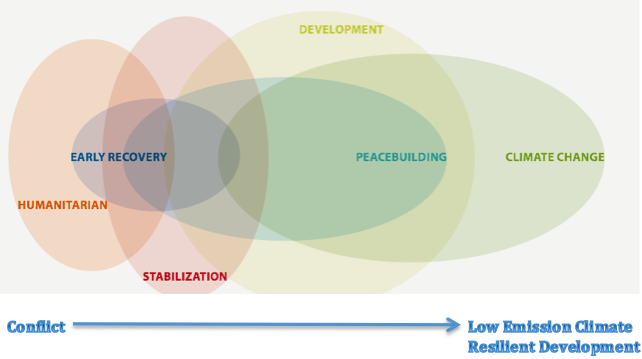 DEVELOPMENT
EARLY RECOVERY
PEACEBUILDING
CLIMATE CHANGE
HUMANITARIAN
STABILIZATION
Conflict
Low Emission Climate
Resilient Development